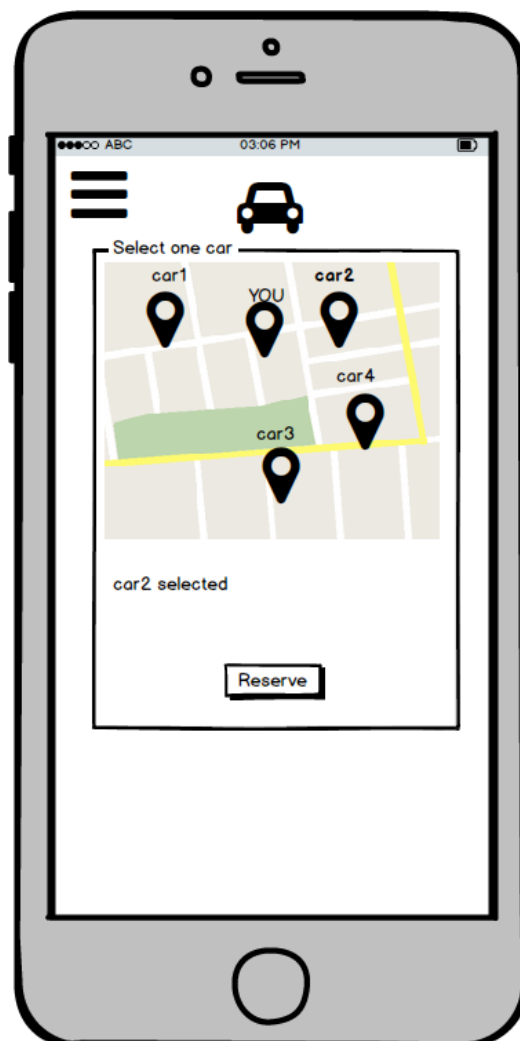 ABC 03:06 PM
Select one car
car1
YOU
car2
car4
car3
car2 selected
Reserve